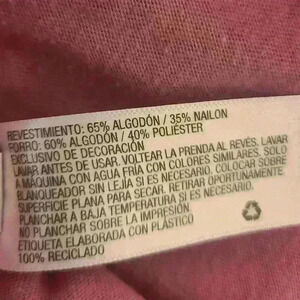 REVESTIMIENTO: 65% ALGODÓN / 35% NAILON
FORRO: 60% ALGODÓN / 40% POLIÉSTER
EXCLUSIVO DE DECORACIÓN
LAVAR ANTES DE USAR. VOLTEAR LA PRENDA AL REVÉS. LAVAR
A MÁQUINA CON AGUA FRÍA CON COLORES SIMILARES. SOLO
BLANQUEADOR SIN LEJÍA SI ES NECESARIO. COLOCAR SOBRE
SUPERFICIE PLANA PARA SECAR. RETIRAR OPORTUNAMENTE.
PLANCHAR A BAJA TEMPERATURA SI ES NECESARIO.
NO PLANCHAR SOBRE LA IMPRESIÓN
ETIQUETA ELABORADA CON PLÁSTICO
100% RECICLADO